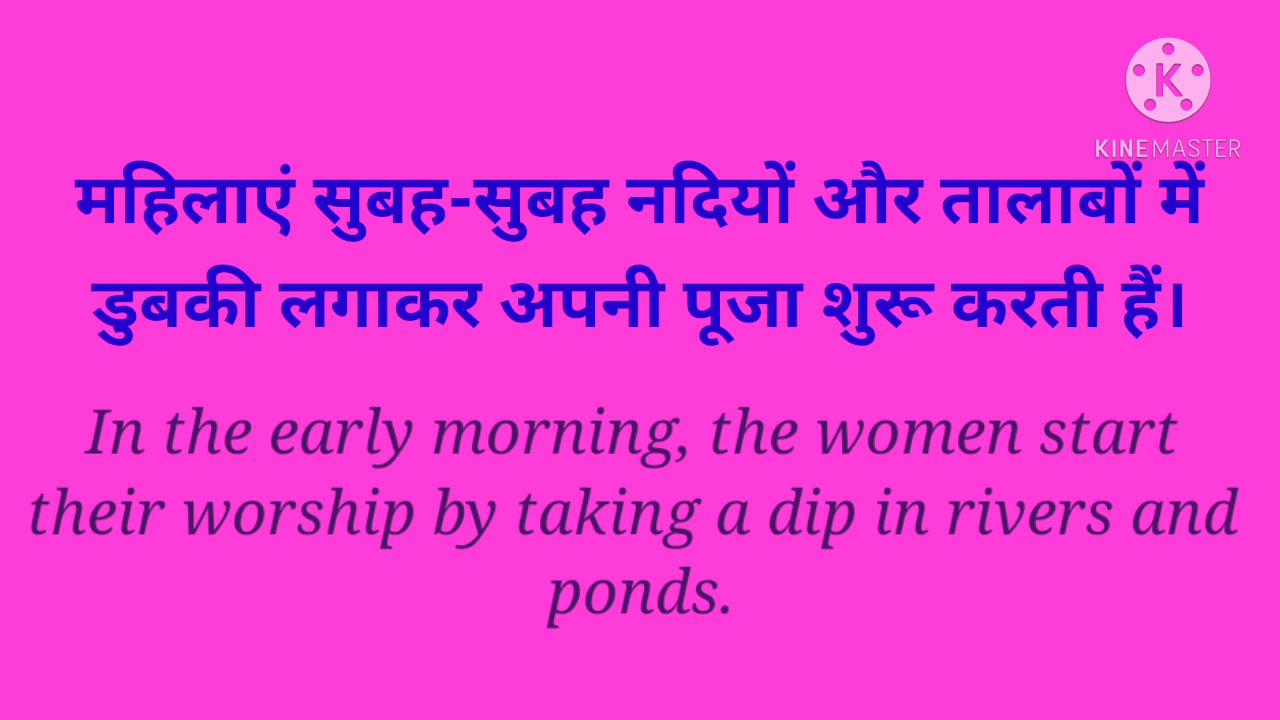 K
KINEMASTER
महिलाएं सुबह-सुबह नदियों और तालाबों में
डुबकी लगाकर अपनी पूजा शुरू करती हैं।
In the early morning, the women start
their worship by taking a dip in rivers and
ponds.